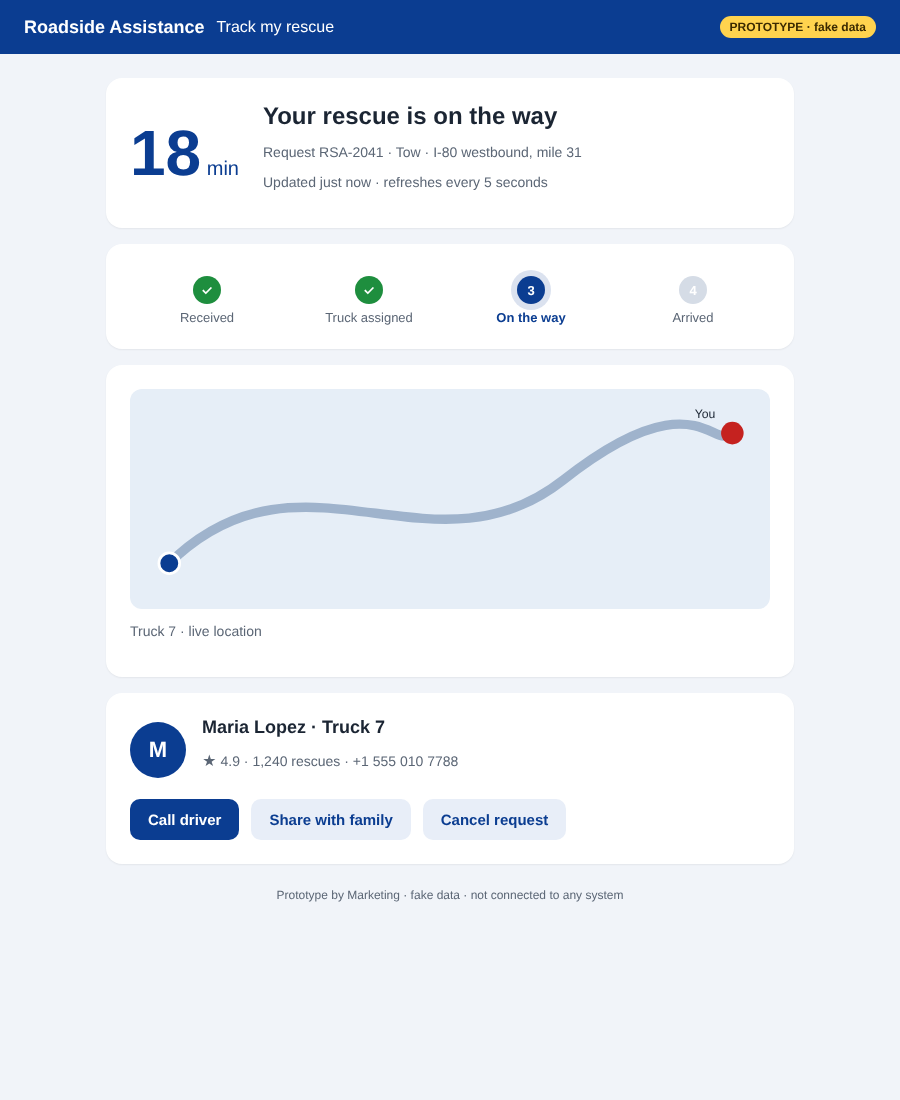 Roadside Assistance Track my rescue PROTOTYPE · fake data
18 min
Your rescue is on the way
Request RSA-2041 · Tow · I-80 westbound, mile 31
Updated just now · refreshes every 5 seconds
3
4
Received
Truck assigned
On the way
Arrived
You
Truck 7 · live location
M
Maria Lopez · Truck 7
★ 4.9 · 1,240 rescues · +1 555 010 7788
Call driver
Share with family
Cancel request
Prototype by Marketing · fake data · not connected to any system